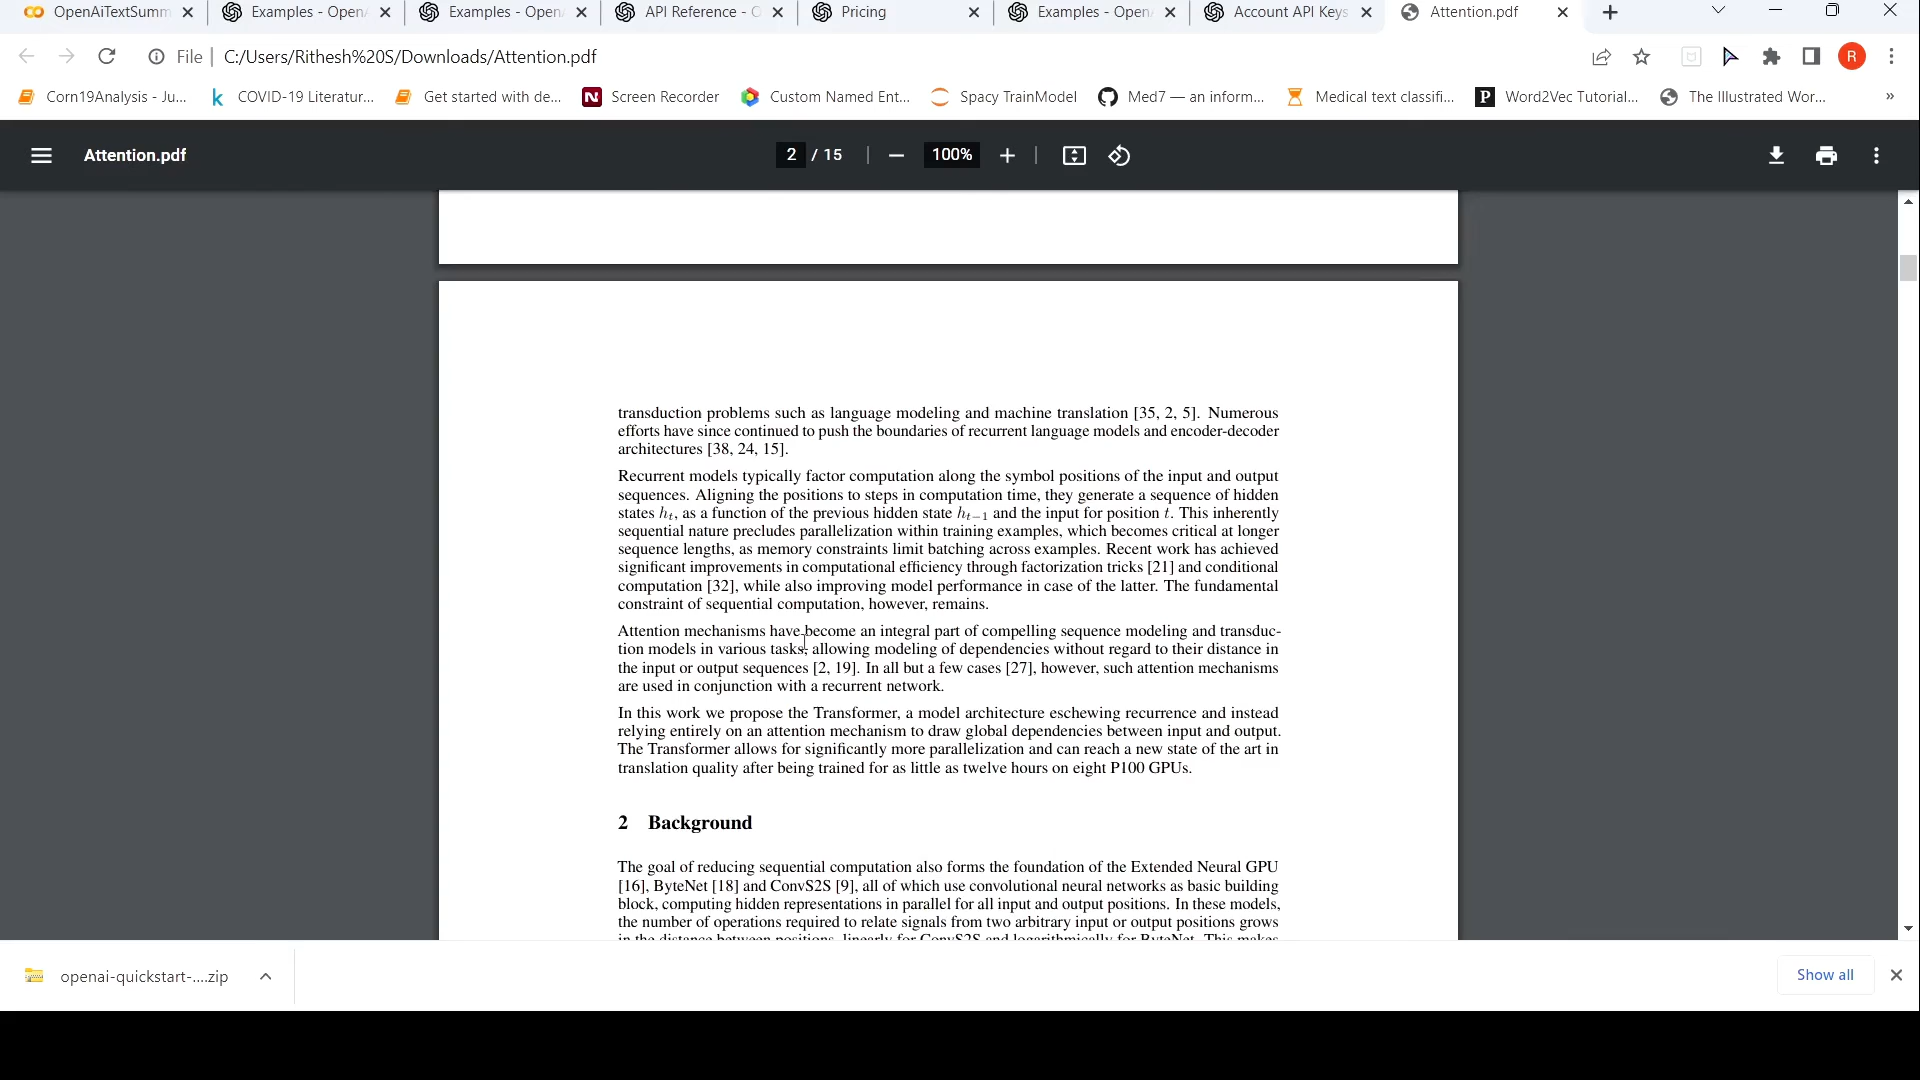 OpenAiTextSumm
Examples - OpenA
Examples - OpenA
API Reference - O
Pricing
Examples - OpenA
Account API Keys
Attention.pdf
File | C:/Users/Rithesh%20S/Downloads/Attention.pdf
R
Corn19Analysis - Ju...
COVID-19 Literatur...
Get started with de...
N Screen Recorder
Custom Named Ent...
Spacy TrainModel
Med7 — an inform...
Medical text classifi...
P Word2Vec Tutorial...
The Illustrated Wor...
»
Attention.pdf
2 / 15
100%
transduction problems such as language modeling and machine translation [35, 2, 5]. Numerous
efforts have since continued to push the boundaries of recurrent language models and encoder-decoder
architectures [38, 24, 15].
Recurrent models typically factor computation along the symbol positions of the input and output
sequences. Aligning the positions to steps in computation time, they generate a sequence of hidden
states hₜ, as a function of the previous hidden state hₜ₋₁ and the input for position t. This inherently
sequential nature precludes parallelization within training examples, which becomes critical at longer
sequence lengths, as memory constraints limit batching across examples. Recent work has achieved
significant improvements in computational efficiency through factorization tricks [21] and conditional
computation [32], while also improving model performance in case of the latter. The fundamental
constraint of sequential computation, however, remains.
Attention mechanisms have become an integral part of compelling sequence modeling and transduc-
tion models in various tasks, allowing modeling of dependencies without regard to their distance in
the input or output sequences [2, 19]. In all but a few cases [27], however, such attention mechanisms
are used in conjunction with a recurrent network.
In this work we propose the Transformer, a model architecture eschewing recurrence and instead
relying entirely on an attention mechanism to draw global dependencies between input and output.
The Transformer allows for significantly more parallelization and can reach a new state of the art in
translation quality after being trained for as little as twelve hours on eight P100 GPUs.
2 Background
The goal of reducing sequential computation also forms the foundation of the Extended Neural GPU
[16], ByteNet [18] and ConvS2S [9], all of which use convolutional neural networks as basic building
block, computing hidden representations in parallel for all input and output positions. In these models,
the number of operations required to relate signals from two arbitrary input or output positions grows
in the distance between positions, linearly for ConvS2S and logarithmically for ByteNet. This makes
openai-quickstart-....zip
Show all